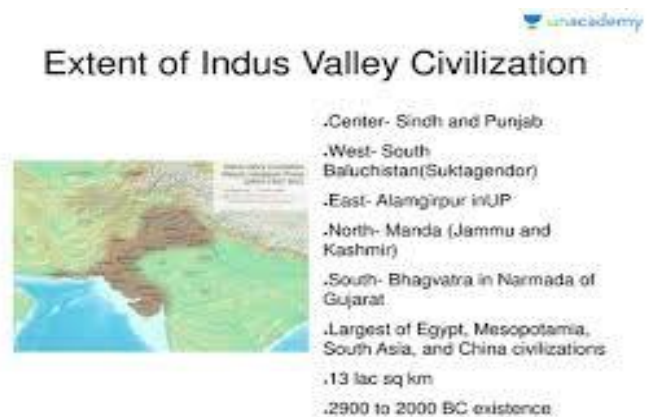 unacademy
Extent of Indus Valley Civilization
.Center- Sindh and Punjab
.West- South
Baluchistan(Suktagendor)
.East- Alamgirpur inUP
.North- Manda (Jammu and
Kashmir)
.South- Bhagvatra in Narmada of
Gujarat
.Largest of Egypt, Mesopotamia,
South Asia, and China civilizations
.13 lac sq km
.2900 to 2000 BC existence